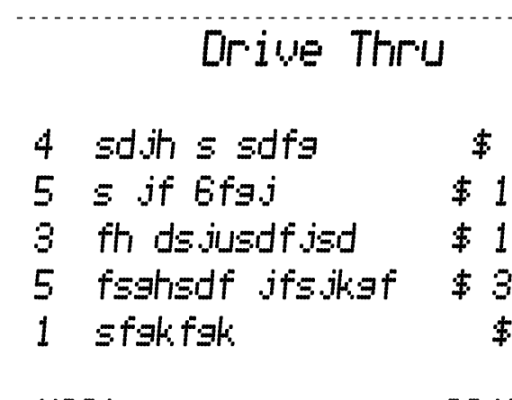 Drive Thru
4 sdjh s sdfg $
5 s jf 6fgj $ 1
3 fh dsjusdfjsd $ 1
5 fsghsdf jfsjkgf $ 3
1 sfgkfgk $